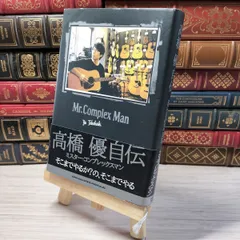 Mr.Complex Man
Yu Takahashi
高橋 優自伝
ミスター・コンプレックスマン
そこまでやるか!?の、そこまでやる